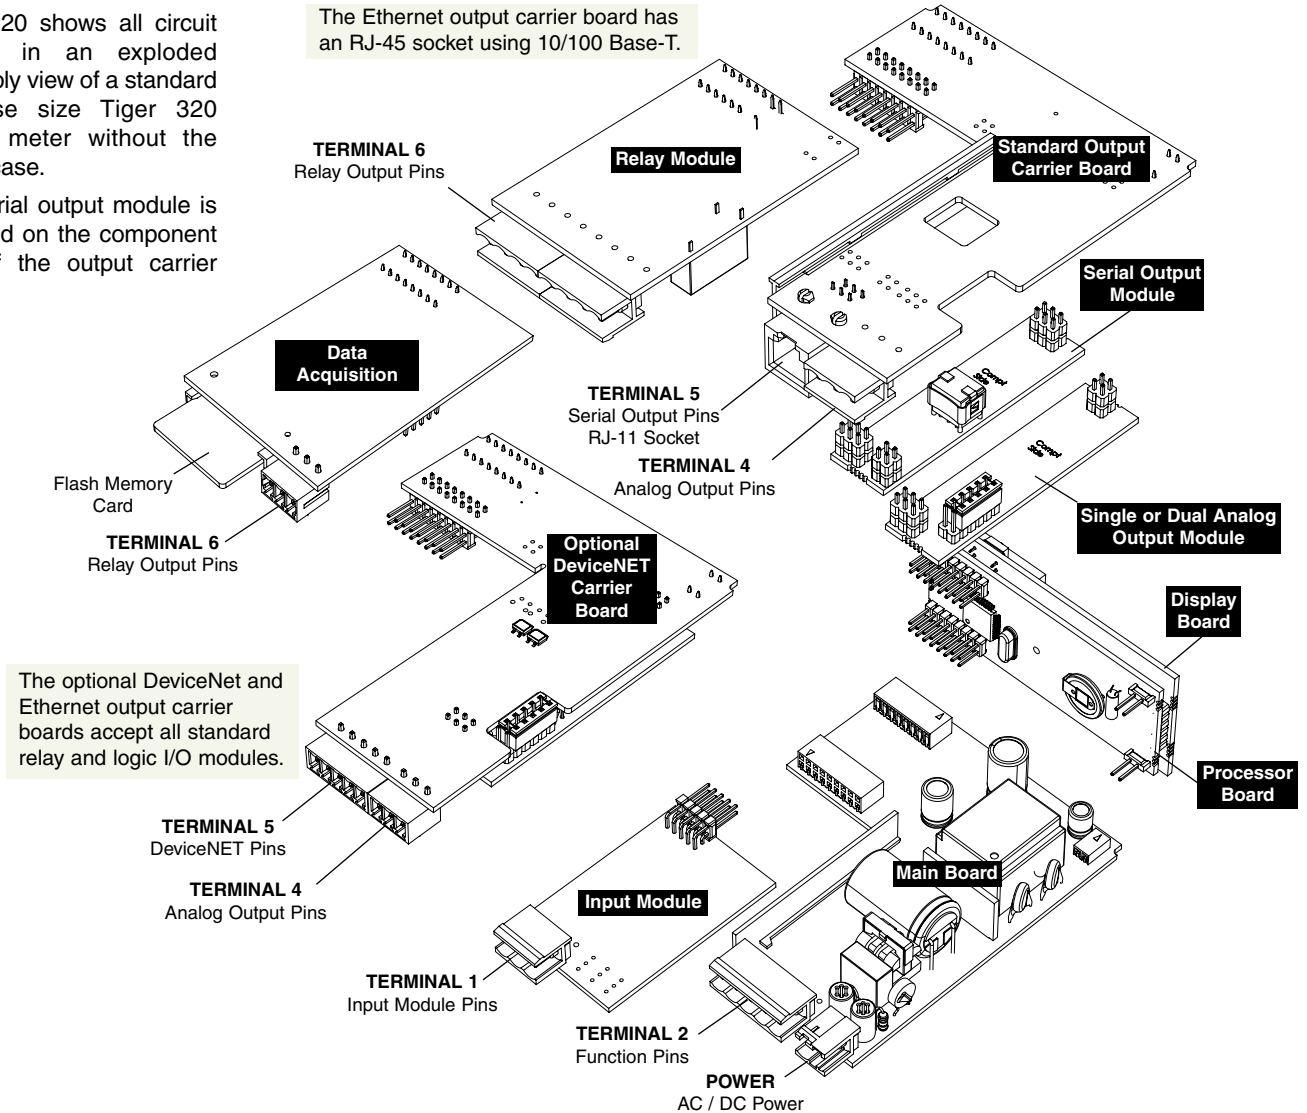 20 shows all circuit
in an exploded
view of a standard
size Tiger 320
meter without the
case.
output module is
on the component
the output carrier
The Ethernet output carrier board has
an RJ-45 socket using 10/100 Base-T.
TERMINAL 6
Relay Output Pins
Relay Module
Standard Output
Carrier Board
Serial Output
Module
Data
Acquisition
TERMINAL 5
Serial Output Pins
RJ-11 Socket
TERMINAL 4
Analog Output Pins
Compt
Side
Compt
Side
Flash Memory
Card
TERMINAL 6
Relay Output Pins
Single or Dual Analog
Output Module
Optional
DeviceNET
Carrier
Board
Display
Board
The optional DeviceNet and
Ethernet output carrier
boards accept all standard
relay and logic I/O modules.
Processor
Board
TERMINAL 5
DeviceNET Pins
TERMINAL 4
Analog Output Pins
Main Board
Input Module
TERMINAL 1
Input Module Pins
TERMINAL 2
Function Pins
POWER
AC / DC Power